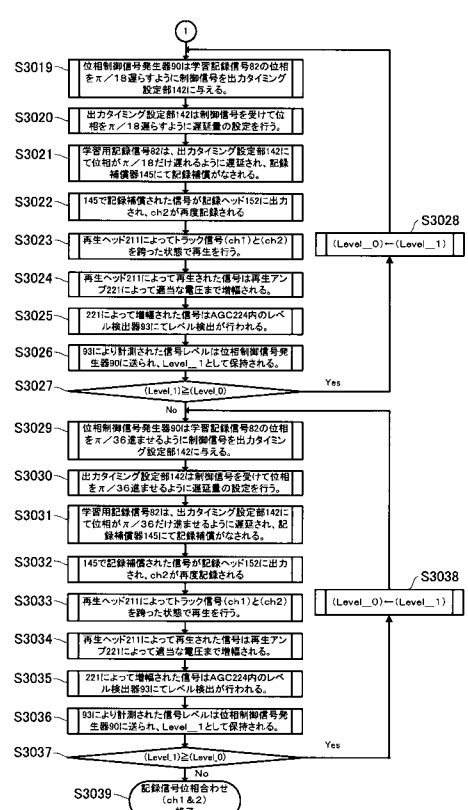 1
S3019
位相制御信号発生器90は学習記録信号82の位相
をπ/18遅らすように制御信号を出力タイミング
設定部142に与える。
S3020
出力タイミング設定部142は制御信号を受けて位
相をπ/18遅らすように遅延量の設定を行う。
S3021
学習用記録信号82は、出力タイミング設定部142に
て位相がπ/18だけ遅れるように遅延され、記録
補償器145にて記録補償がなされる。
S3022
145で記録補償された信号が記録ヘッド152に出力
され、ch2が再度記録される
S3023
再生ヘッド211によってトラック信号(ch1)と(ch2)
を跨った状態で再生を行う。
S3024
再生ヘッド211によって再生された信号は再生アン
プ221によって適当な電圧まで増幅される。
S3025
221によって増幅された信号はAGC224内のレベ
ル検出器93にてレベル検出が行われる。
S3026
93により計測された信号レベルは位相制御信号発
生器90に送られ、Level__1として保持される。
S3027
(Level_1)≧(Level_0)
Yes
No
S3028
(Level__0)←(Level__1)
S3029
位相制御信号発生器90は学習記録信号82の位相
をπ/36進ませるように制御信号を出力タイミン
グ設定部142に与える。
S3030
出力タイミング設定部142は制御信号を受けて位相
をπ/36進ませるように遅延量の設定を行う。
S3031
学習用記録信号82は、出力タイミング設定部142に
て位相がπ/36だけ進ませるように遅延され、記
録補償器145にて記録補償がなされる。
S3032
145で記録補償された信号が記録ヘッド152に出力
され、ch2が再度記録される
S3033
再生ヘッド211によってトラック信号(ch1)と(ch2)
を跨った状態で再生を行う。
S3034
再生ヘッド211によって再生された信号は再生アン
プ221によって適当な電圧まで増幅される。
S3035
221によって増幅された信号はAGC224内のレベ
ル検出器93にてレベル検出が行われる。
S3036
93により計測された信号レベルは位相制御信号発
生器90に送られ、Level__1として保持される。
S3037
(Level_1)≧(Level_0)
Yes
No
S3038
(Level__0)←(Level__1)
S3039
記録信号位相合わせ
(ch1&2)
終了